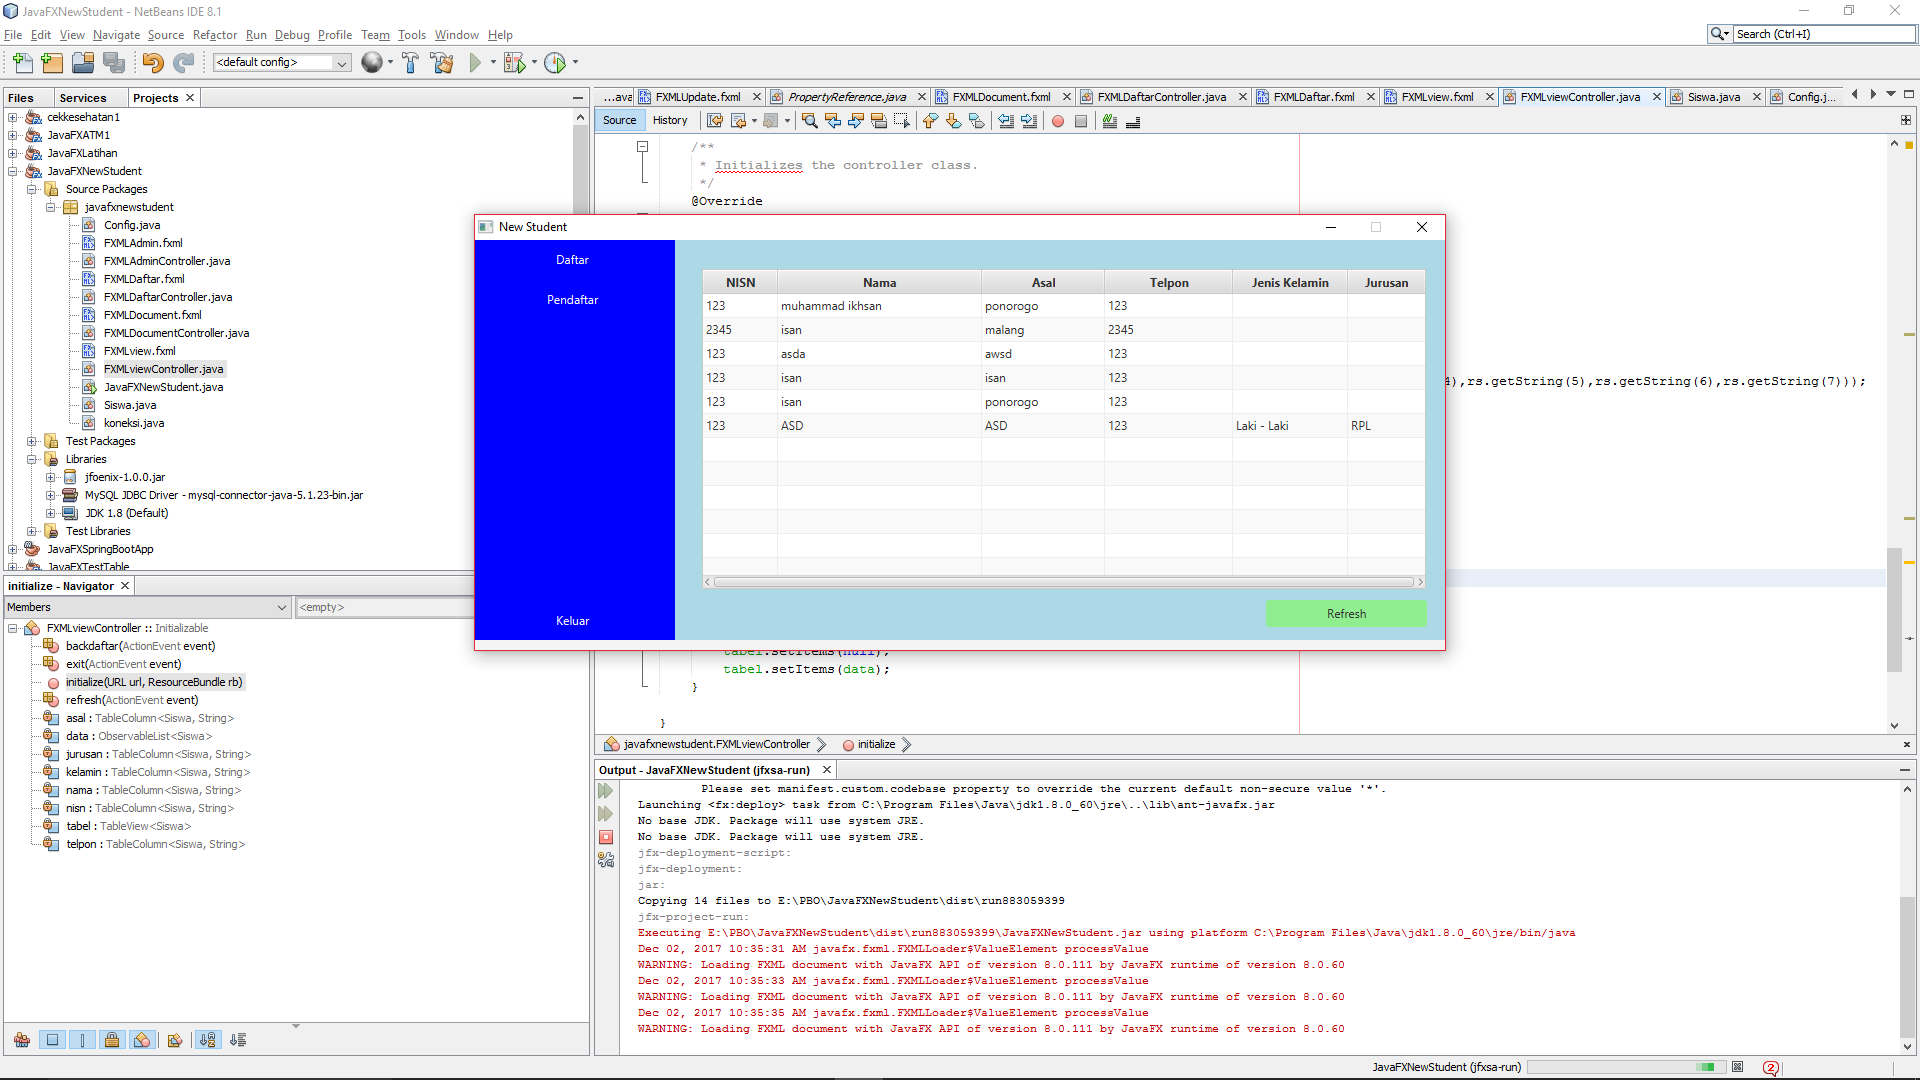 JavaFXNewStudent - NetBeans IDE 8.1
File Edit View Navigate Source Refactor Run Debug Profile Team Tools Window Help
Search (Ctrl+I)
<default config>
Files Services Projects
cekkesehatan1
JavaFXATM1
JavaFXLatihan
JavaFXNewStudent
Source Packages
javafxnewstudent
Config.java
FXMLAdmin.fxml
FXMLAdminController.java
FXMLDaftar.fxml
FXMLDaftarController.java
FXMLDocument.fxml
FXMLDocumentController.java
FXMLview.fxml
FXMLviewController.java
JavaFXNewStudent.java
Siswa.java
koneksi.java
Test Packages
Libraries
jfoenix-1.0.0.jar
MySQL JDBC Driver - mysql-connector-java-5.1.23-bin.jar
JDK 1.8 (Default)
Test Libraries
JavaFXSpringBootApp
JavaFXTestTable
initialize - Navigator
Members
<empty>
FXMLviewController :: Initializable
backdaftar(ActionEvent event)
exit(ActionEvent event)
initialize(URL url, ResourceBundle rb)
refresh(ActionEvent event)
asal : TableColumn<Siswa, String>
data : ObservableList<Siswa>
jurusan : TableColumn<Siswa, String>
kelamin : TableColumn<Siswa, String>
nama : TableColumn<Siswa, String>
nisn : TableColumn<Siswa, String>
tabel : TableView<Siswa>
telpon : TableColumn<Siswa, String>
...ava FXMLUpdate.fxml PropertyReference.java FXMLDocument.fxml FXMLDaftarController.java FXMLDaftar.fxml FXMLview.fxml FXMLviewController.java Siswa.java Config.j...
Source History
/**
* Initializes the controller class.
*/
@Override
4),rs.getString(5),rs.getString(6),rs.getString(7)));
New Student
Daftar
Pendaftar
Keluar
NISN Nama Asal Telpon Jenis Kelamin Jurusan
123 muhammad ikhsan ponorogo 123
2345 isan malang 2345
123 asda awsd 123
123 isan isan 123
123 isan ponorogo 123
123 ASD ASD 123 Laki - Laki RPL
Refresh
tabel.setItems(null);
tabel.setItems(data);
}
}
javafxnewstudent.FXMLviewController initialize
Output - JavaFXNewStudent (jfxsa-run)
Please set manifest.custom.codebase property to override the current default non-secure value '*'.
Launching <fx:deploy> task from C:\Program Files\Java\jdk1.8.0_60\jre\..\lib\ant-javafx.jar
No base JDK. Package will use system JRE.
No base JDK. Package will use system JRE.
jfx-deployment-script:
jfx-deployment:
jar:
Copying 14 files to E:\PBO\JavaFXNewStudent\dist\run883059399
jfx-project-run:
Executing E:\PBO\JavaFXNewStudent\dist\run883059399\JavaFXNewStudent.jar using platform C:\Program Files\Java\jdk1.8.0_60\jre/bin/java
Dec 02, 2017 10:35:31 AM javafx.fxml.FXMLLoader$ValueElement processValue
WARNING: Loading FXML document with JavaFX API of version 8.0.111 by JavaFX runtime of version 8.0.60
Dec 02, 2017 10:35:33 AM javafx.fxml.FXMLLoader$ValueElement processValue
WARNING: Loading FXML document with JavaFX API of version 8.0.111 by JavaFX runtime of version 8.0.60
Dec 02, 2017 10:35:35 AM javafx.fxml.FXMLLoader$ValueElement processValue
WARNING: Loading FXML document with JavaFX API of version 8.0.111 by JavaFX runtime of version 8.0.60
JavaFXNewStudent (jfxsa-run)
2